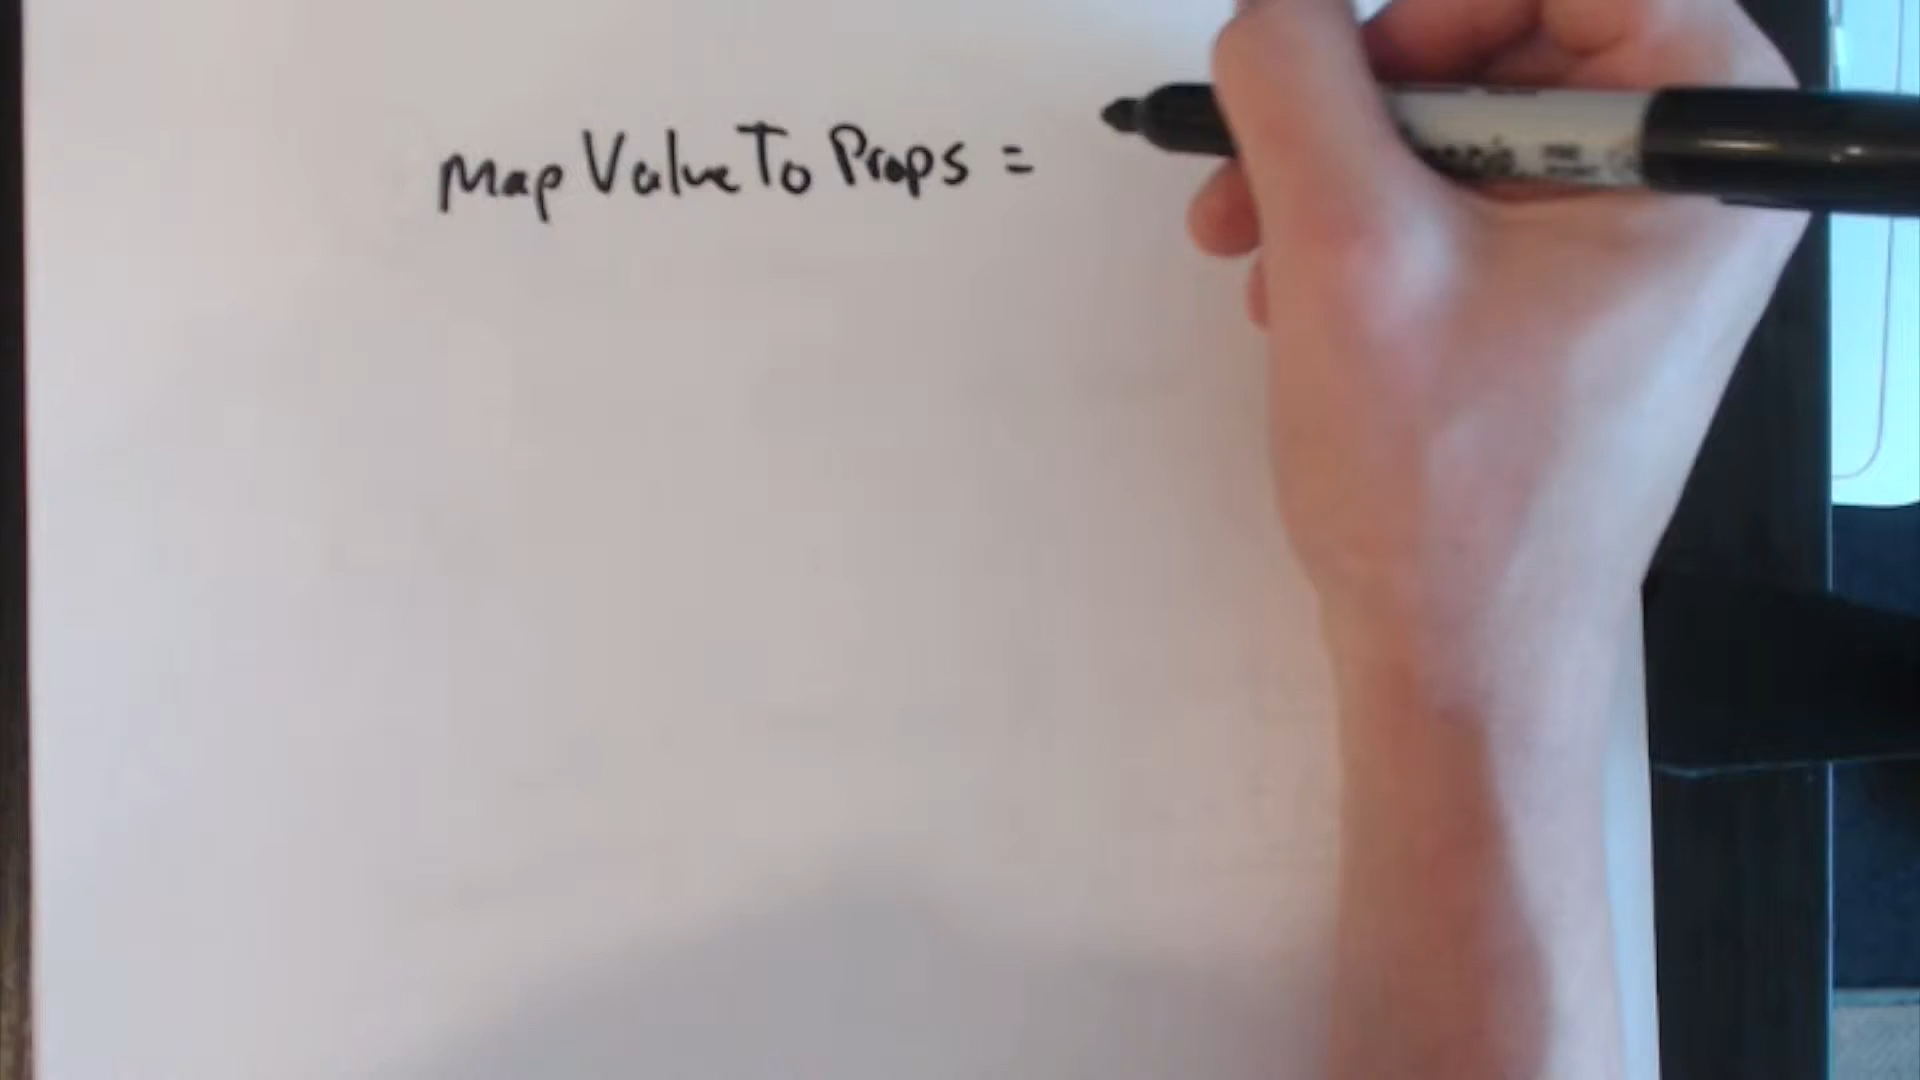 Map Value To Props =